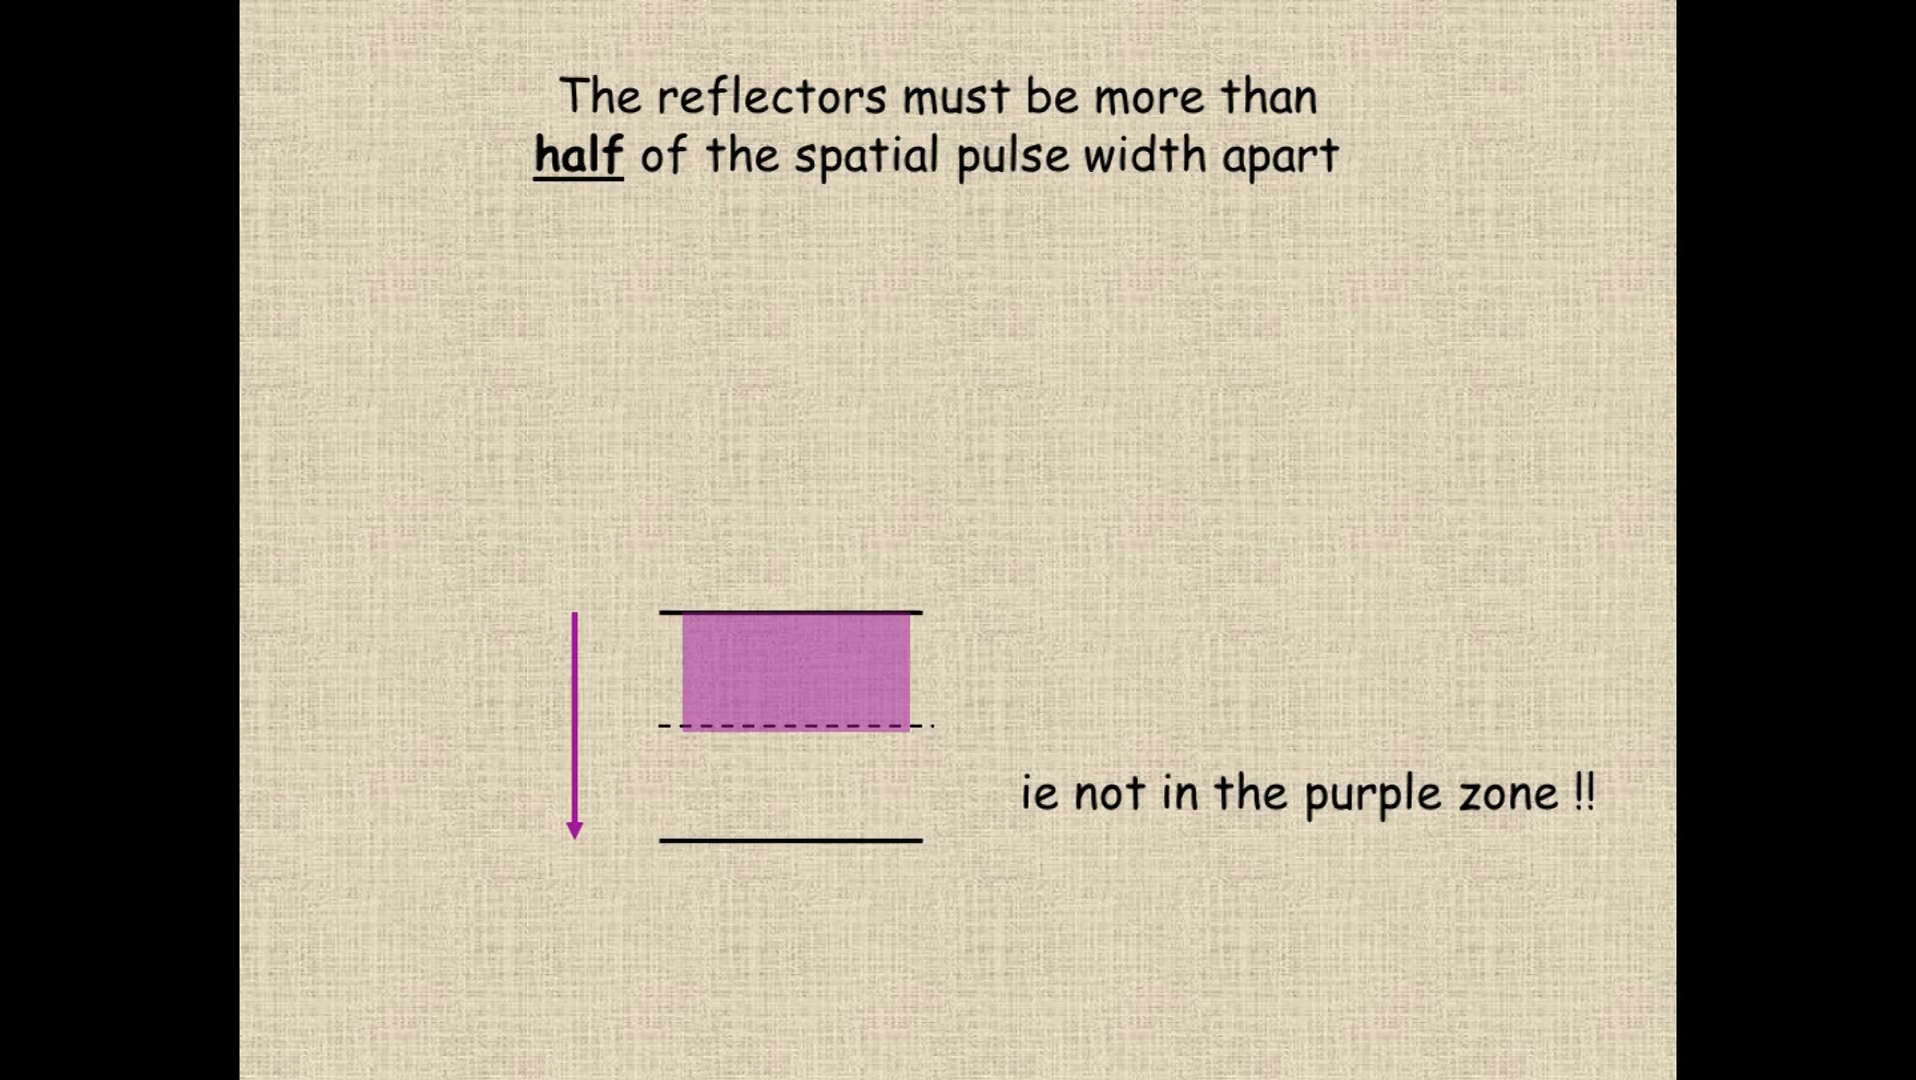 The reflectors must be more than
half of the spatial pulse width apart
ie not in the purple zone !!